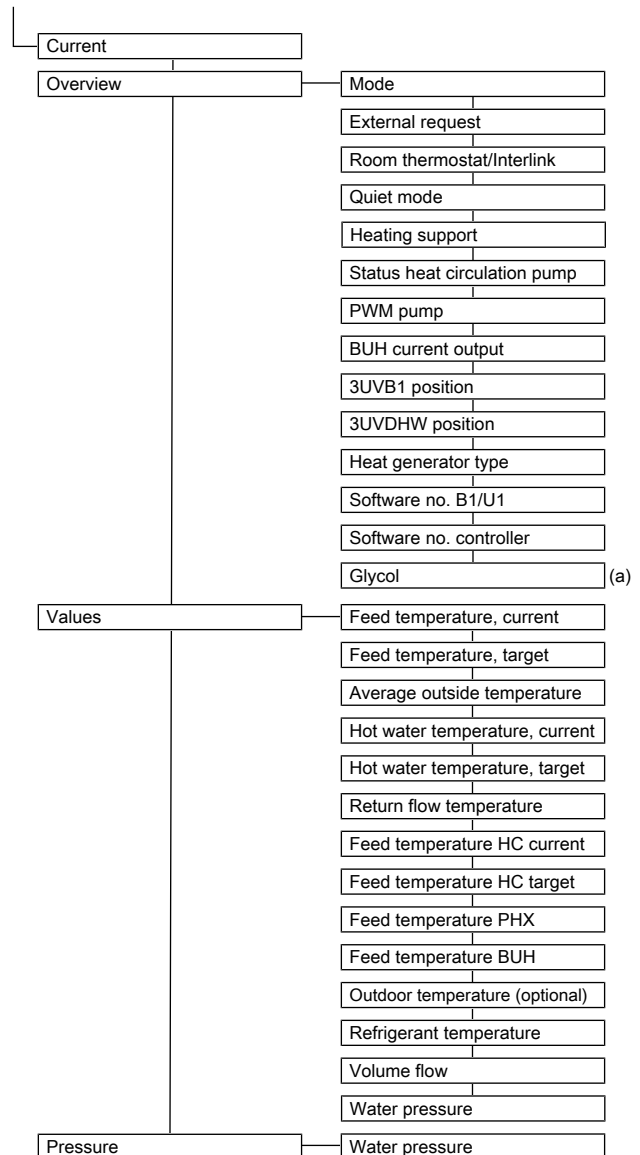 Current
Overview
Mode
External request
Room thermostat/Interlink
Quiet mode
Heating support
Status heat circulation pump
PWM pump
BUH current output
3UVB1 position
3UVDHW position
Heat generator type
Software no. B1/U1
Software no. controller
Glycol (a)
Values
Feed temperature, current
Feed temperature, target
Average outside temperature
Hot water temperature, current
Hot water temperature, target
Return flow temperature
Feed temperature HC current
Feed temperature HC target
Feed temperature PHX
Feed temperature BUH
Outdoor temperature (optional)
Refrigerant temperature
Volume flow
Water pressure
Pressure
Water pressure